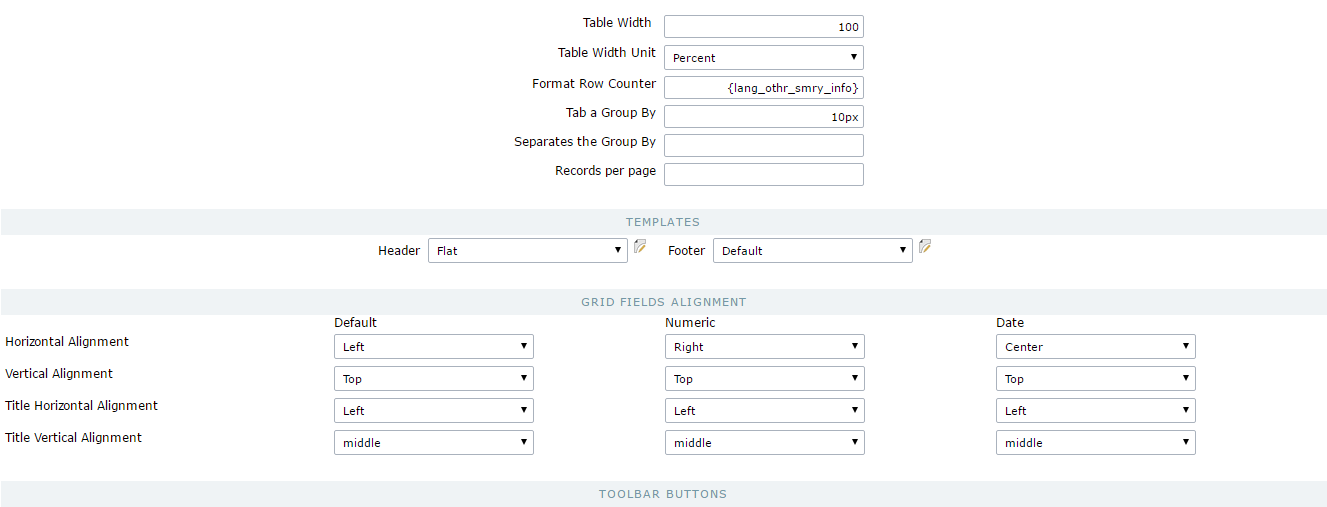 Table Width 100
Table Width Unit Percent
Format Row Counter {lang_othr_smry_info}
Tab a Group By 10px
Separates the Group By
Records per page
TEMPLATES
Header Flat Footer Default
GRID FIELDS ALIGNMENT
Default Numeric Date
Horizontal Alignment Left Right Center
Vertical Alignment Top Top Top
Title Horizontal Alignment Left Left Left
Title Vertical Alignment middle middle middle
TOOLBAR BUTTONS